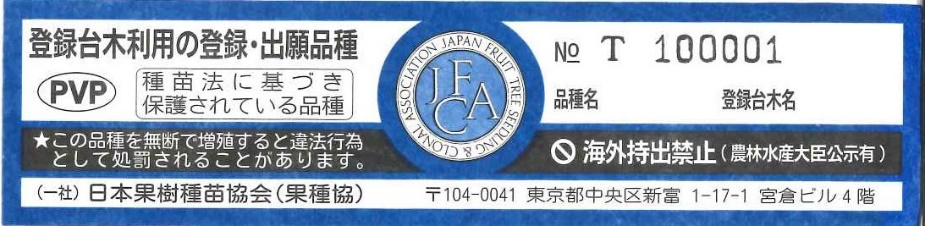 登録台木利用の登録・出願品種
PVP
種苗法に基づき
保護されている品種
★この品種を無断で増殖すると違法行為
として処罰されることがあります。
(一社)日本果樹種苗協会(果種協)
JAPAN FRUIT TREE SEEDLING & CLONAL ASSOCIATION
JFCA
№ T 100001
品種名 登録台木名
海外持出禁止(農林水産大臣公示有)
〒104-0041 東京都中央区新富 1-17-1 宮倉ビル4階